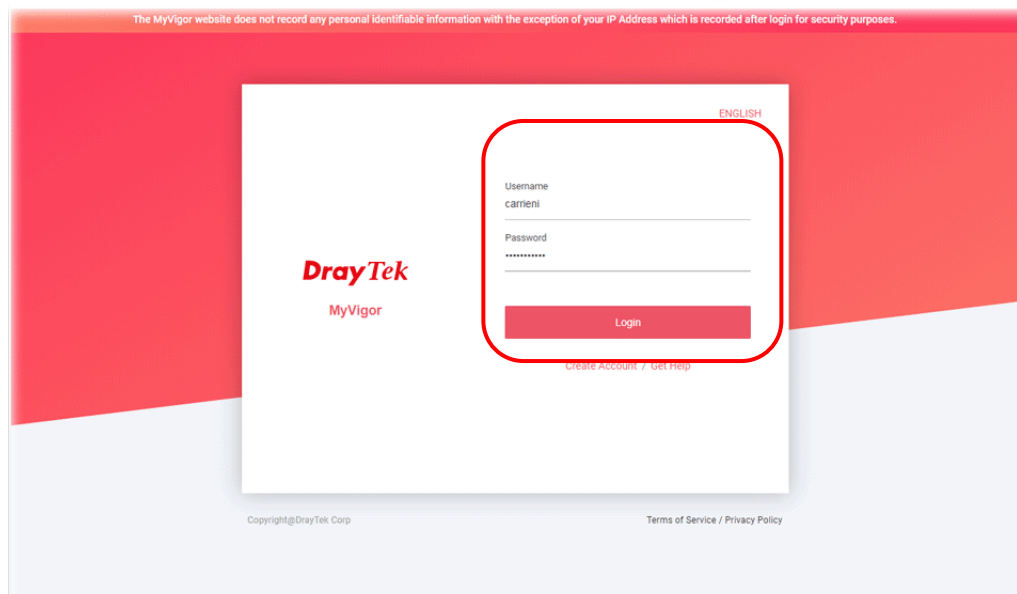 The MyVigor website does not record any personal identifiable information with the exception of your IP Address which is recorded after login for security purposes.
ENGLISH
Username
carrieni
Password
•••••••••••
DrayTek
MyVigor
Login
Create Account / Get Help
Copyright@DrayTek Corp
Terms of Service / Privacy Policy